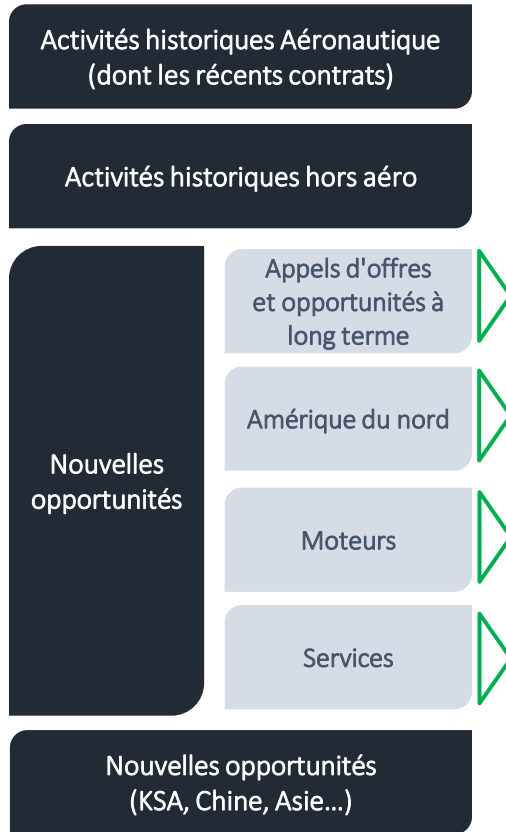 Activités historiques Aéronautique
(dont les récents contrats)
Activités historiques hors aéro
Nouvelles
opportunités
Appels d'offres
et opportunités à
long terme
Amérique du nord
Moteurs
Services
Nouvelles opportunités
(KSA, Chine, Asie...)